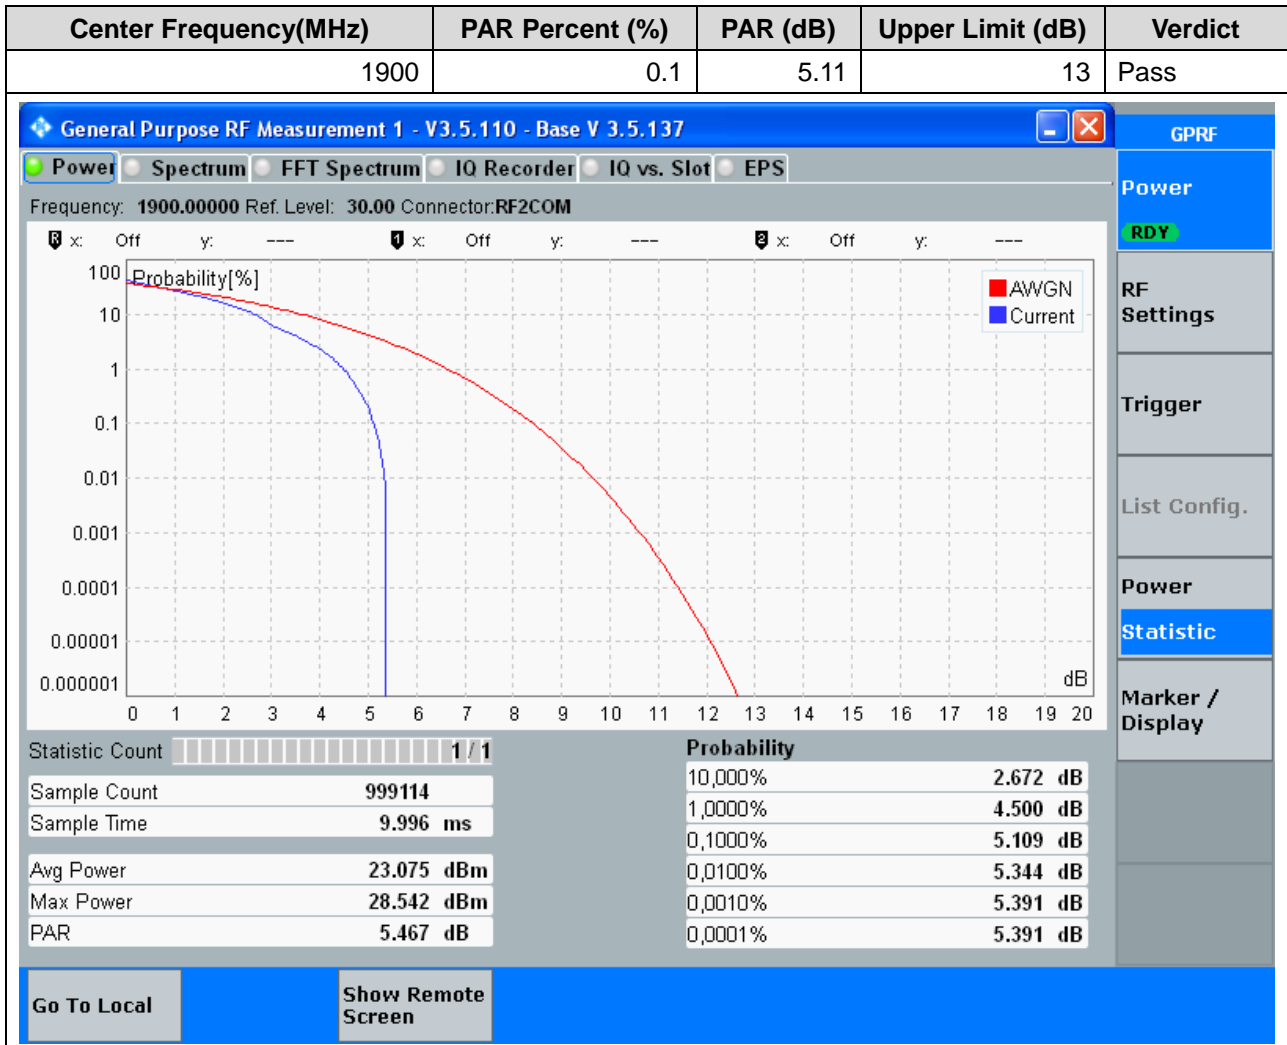 Center Frequency(MHz) PAR Percent (%) PAR (dB) Upper Limit (dB) Verdict
1900 0.1 5.11 13 Pass
General Purpose RF Measurement 1 - V3.5.110 - Base V 3.5.137
GPRF
Power Spectrum FFT Spectrum IQ Recorder IQ vs. Slot EPS
Frequency: 1900.00000 Ref. Level: 30.00 Connector:RF2COM
R x: Off y: --- 1 x: Off y: --- 2 x: Off y: ---
Probability[%]
100
10
1
0.1
0.01
0.001
0.0001
0.00001
0.000001
AWGN
Current
dB
0 1 2 3 4 5 6 7 8 9 10 11 12 13 14 15 16 17 18 19 20
Statistic Count 1 / 1
Sample Count 999114
Sample Time 9.996 ms
Avg Power 23.075 dBm
Max Power 28.542 dBm
PAR 5.467 dB
Probability
10,000% 2.672 dB
1,0000% 4.500 dB
0,1000% 5.109 dB
0,0100% 5.344 dB
0,0010% 5.391 dB
0,0001% 5.391 dB
Power
RDY
RF
Settings
Trigger
List Config.
Power
Statistic
Marker /
Display
Go To Local
Show Remote
Screen